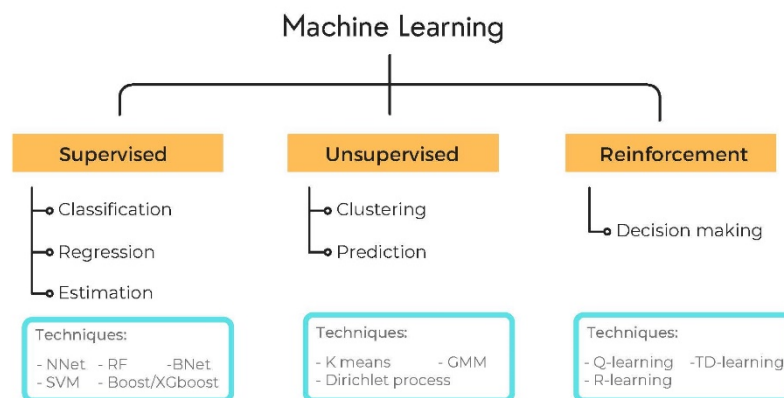 Machine Learning
Supervised
Classification
Regression
Estimation
Techniques:
- NNet - RF -BNet
- SVM - Boost/XGboost
Unsupervised
Clustering
Prediction
Techniques:
- K means - GMM
- Dirichlet process
Reinforcement
Decision making
Techniques:
- Q-learning -TD-learning
- R-learning